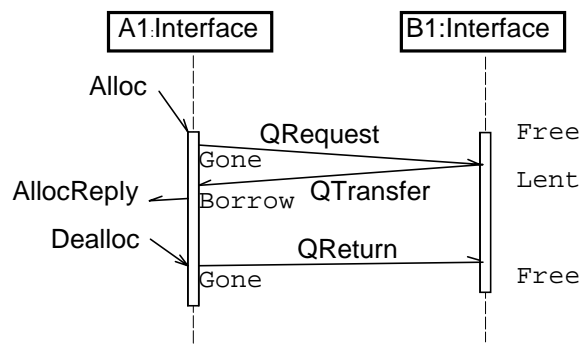 A1:Interface
B1:Interface
Alloc
QRequest
Free
Gone
Lent
QTransfer
AllocReply
Borrow
Dealloc
QReturn
Gone
Free